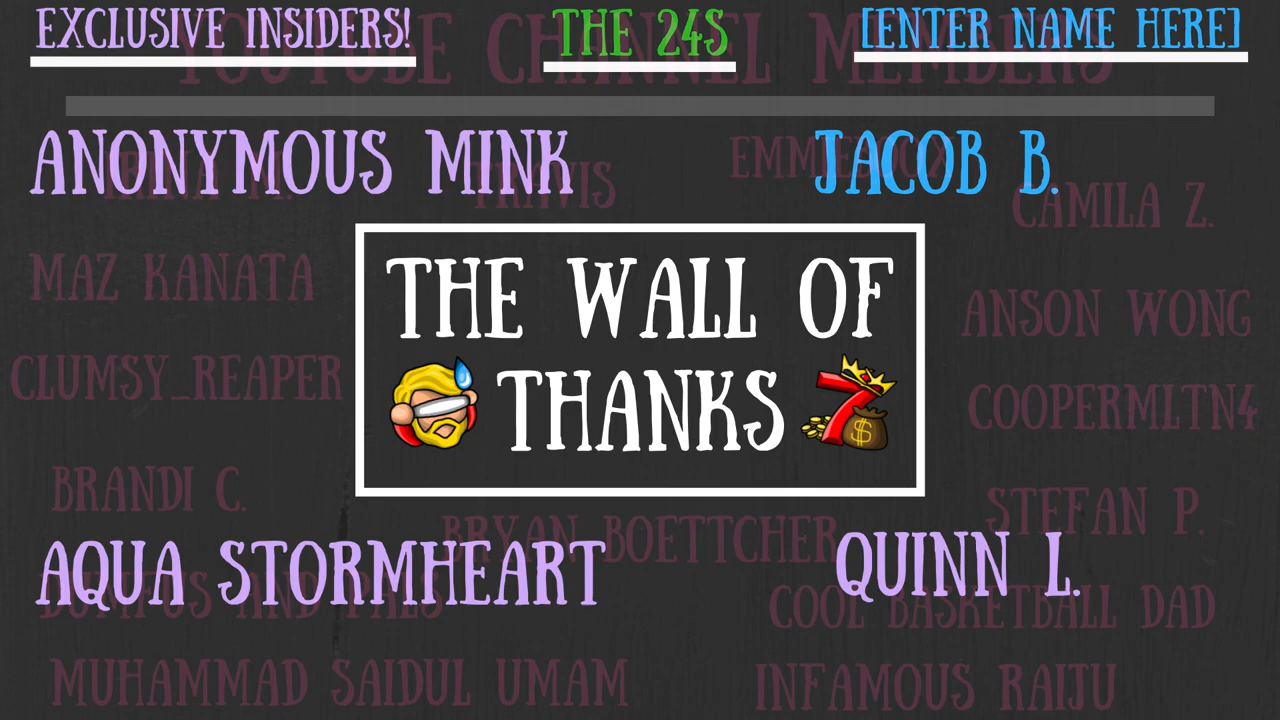 YOUTUBE CHANNEL MEMBERS
EXCLUSIVE INSIDERS!
THE 24S
[ENTER NAME HERE]
ANONYMOUS MINK
JACOB B.
TRAVIS
CAMILA Z.
MAZ KANATA
THE WALL OF
THANKS
ANSON WONG
CLUMSY_REAPER
COOPERMLTN4
BRANDI C.
STEFAN P.
BRYAN BOETTCHER
AQUA STORMHEART
QUINN L.
AND PALS
COOL BASKETBALL DAD
MUHAMMAD SAIDUL UMAM
INFAMOUS RAIJU